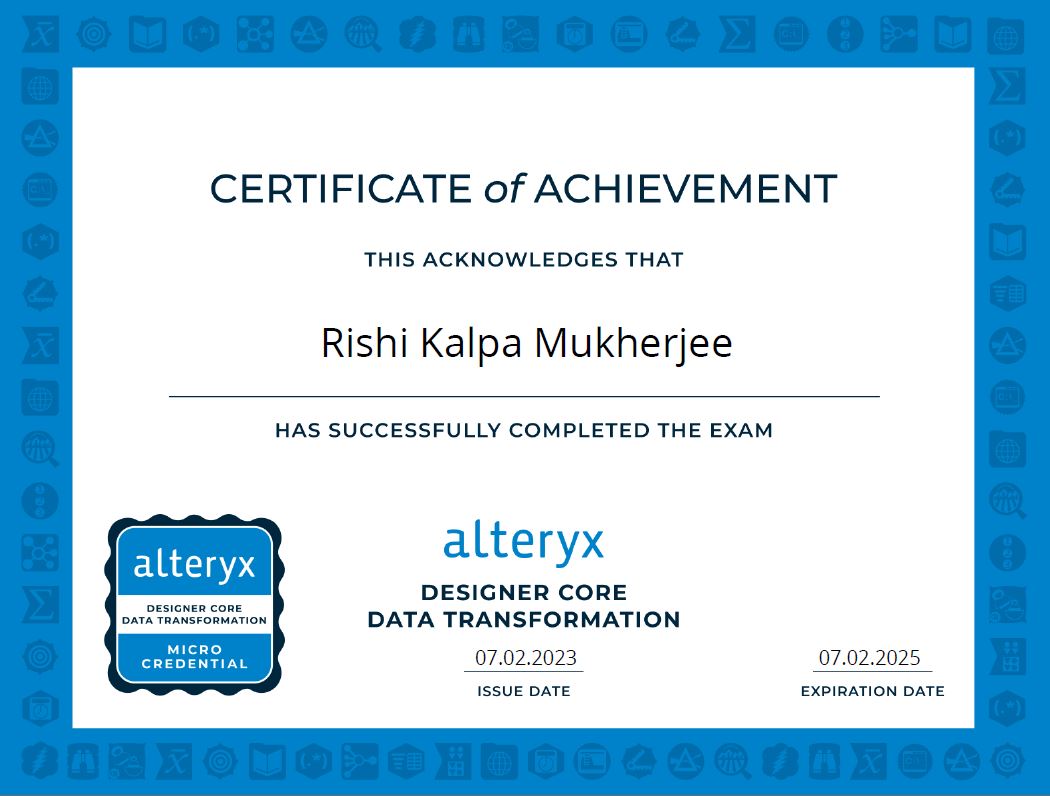 CERTIFICATE of ACHIEVEMENT
THIS ACKNOWLEDGES THAT
Rishi Kalpa Mukherjee
HAS SUCCESSFULLY COMPLETED THE EXAM
alteryx
DESIGNER CORE
DATA TRANSFORMATION
MICRO
CREDENTIAL
alteryx
DESIGNER CORE
DATA TRANSFORMATION
07.02.2023
ISSUE DATE
07.02.2025
EXPIRATION DATE